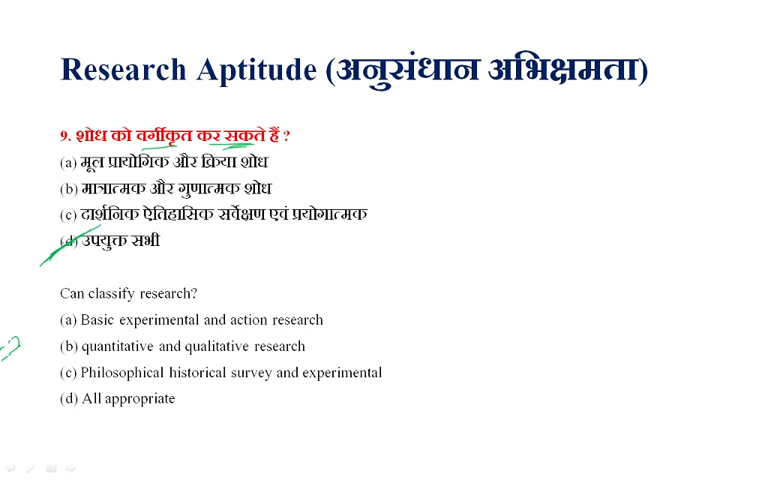 Research Aptitude (अनुसंधान अभिक्षमता)
9. शोध को वर्गीकृत कर सकते हैं ?
(a) मूल प्रायोगिक और क्रिया शोध
(b) मात्रात्मक और गुणात्मक शोध
(c) दार्शनिक ऐतिहासिक सर्वेक्षण एवं प्रयोगात्मक
(d) उपयुक्त सभी
Can classify research?
(a) Basic experimental and action research
(b) quantitative and qualitative research
(c) Philosophical historical survey and experimental
(d) All appropriate